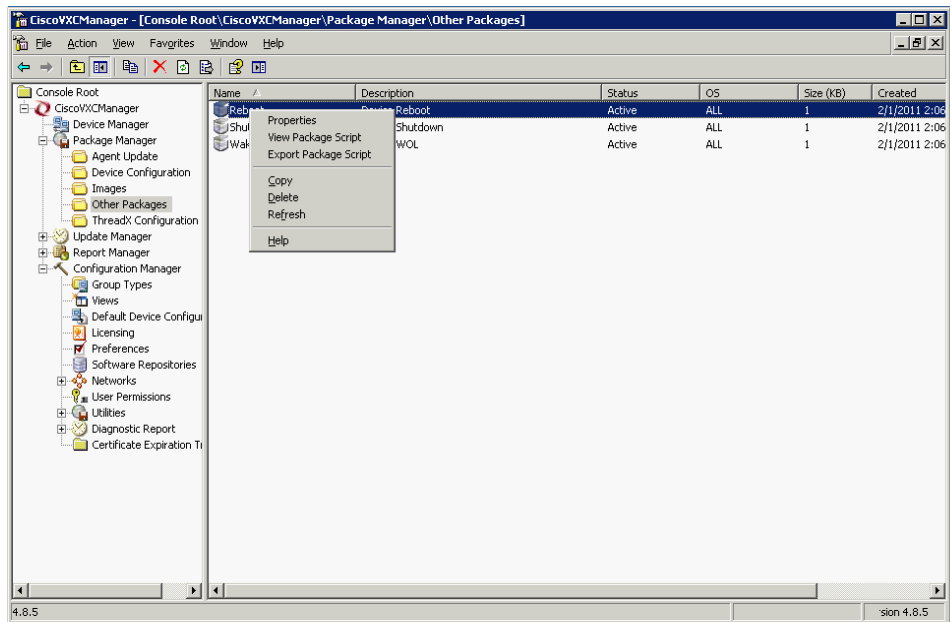 CiscoVXCManager - [Console Root\CiscoVXCManager\Package Manager\Other Packages]
File Action View Favorites Window Help
Console Root
CiscoVXCManager
Device Manager
Package Manager
Agent Update
Device Configuration
Images
Other Packages
ThreadX Configuration
Update Manager
Report Manager
Configuration Manager
Group Types
Views
Default Device Configu
Licensing
Preferences
Software Repositories
Networks
User Permissions
Utilities
Diagnostic Report
Certificate Expiration
Name Description Status OS Size (KB) Created
Reboot Device Reboot Active ALL 1 2/1/2011 2:06
Shut Shutdown Active ALL 1 2/1/2011 2:06
Wak WOL Active ALL 1 2/1/2011 2:06
Properties
View Package Script
Export Package Script
Copy
Delete
Refresh
Help
4.8.5
sion 4.8.5